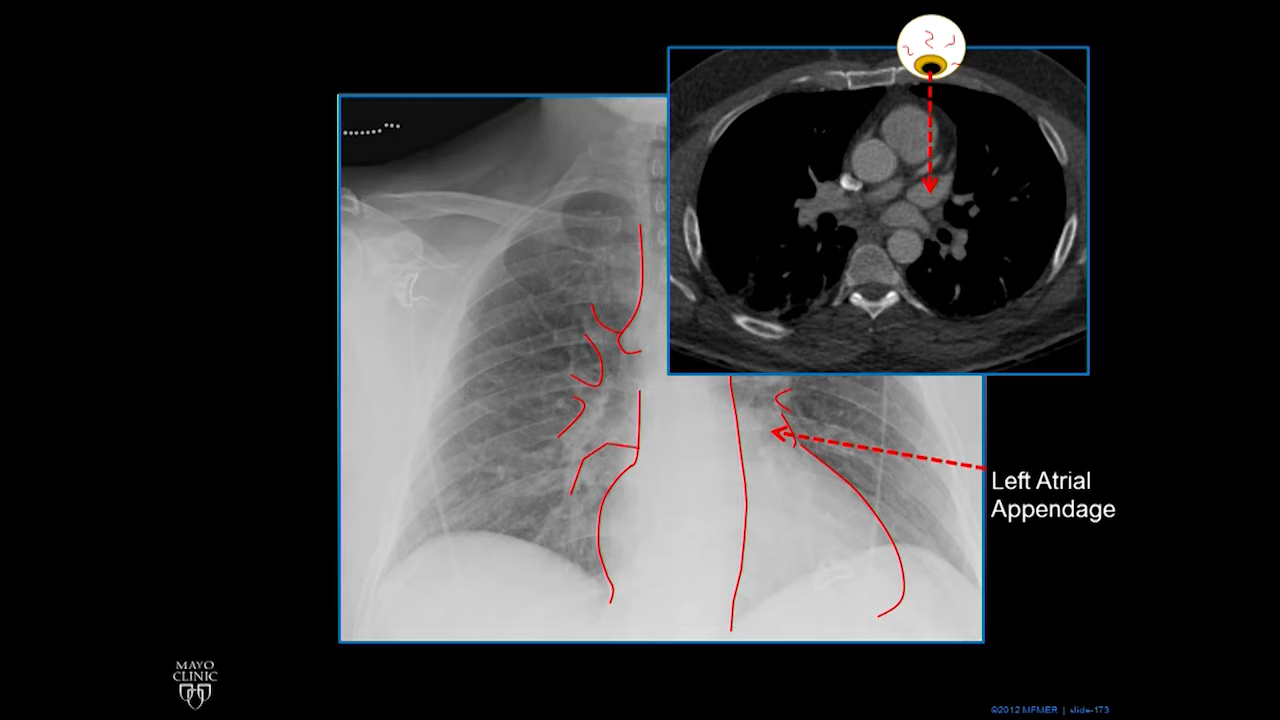 Left Atrial
Appendage
MAYO
CLINIC
©2012 MFMER | slide-173